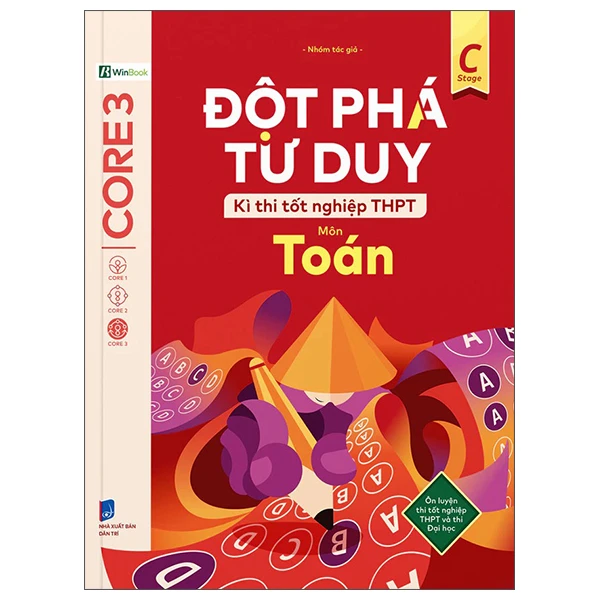 - Nhóm tác giả -
C
Stage
WinBook
ĐỘT PHÁ
TƯ DUY
Kì thi tốt nghiệp THPT
Môn
Toán
CORE 3
CORE 1
CORE 2
CORE 3
NHÀ XUẤT BẢN
DÂN TRÍ
Ôn luyện
thi tốt nghiệp
THPT và thi
Đại học